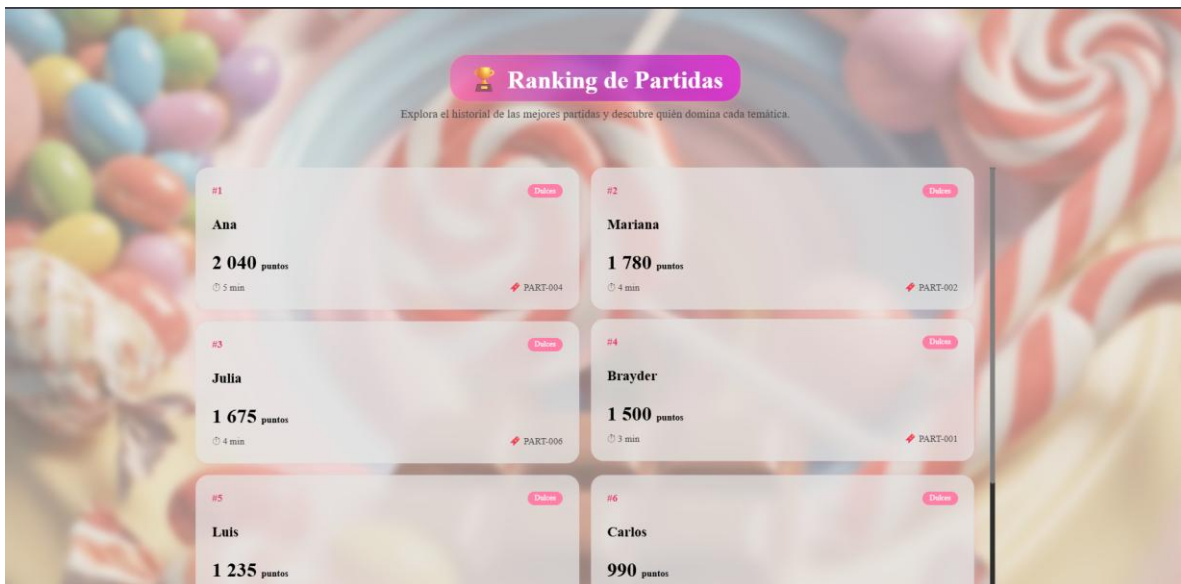 🏆 Ranking de Partidas
Explora el historial de las mejores partidas y descubre quién domina cada temática.
#1 Dulces
Ana
2 040 puntos
⏱ 5 min PART-004
#2 Dulces
Mariana
1 780 puntos
⏱ 4 min PART-002
#3 Dulces
Julia
1 675 puntos
⏱ 4 min PART-006
#4 Dulces
Brayder
1 500 puntos
⏱ 3 min PART-001
#5 Dulces
Luis
1 235 puntos
#6 Dulces
Carlos
990 puntos